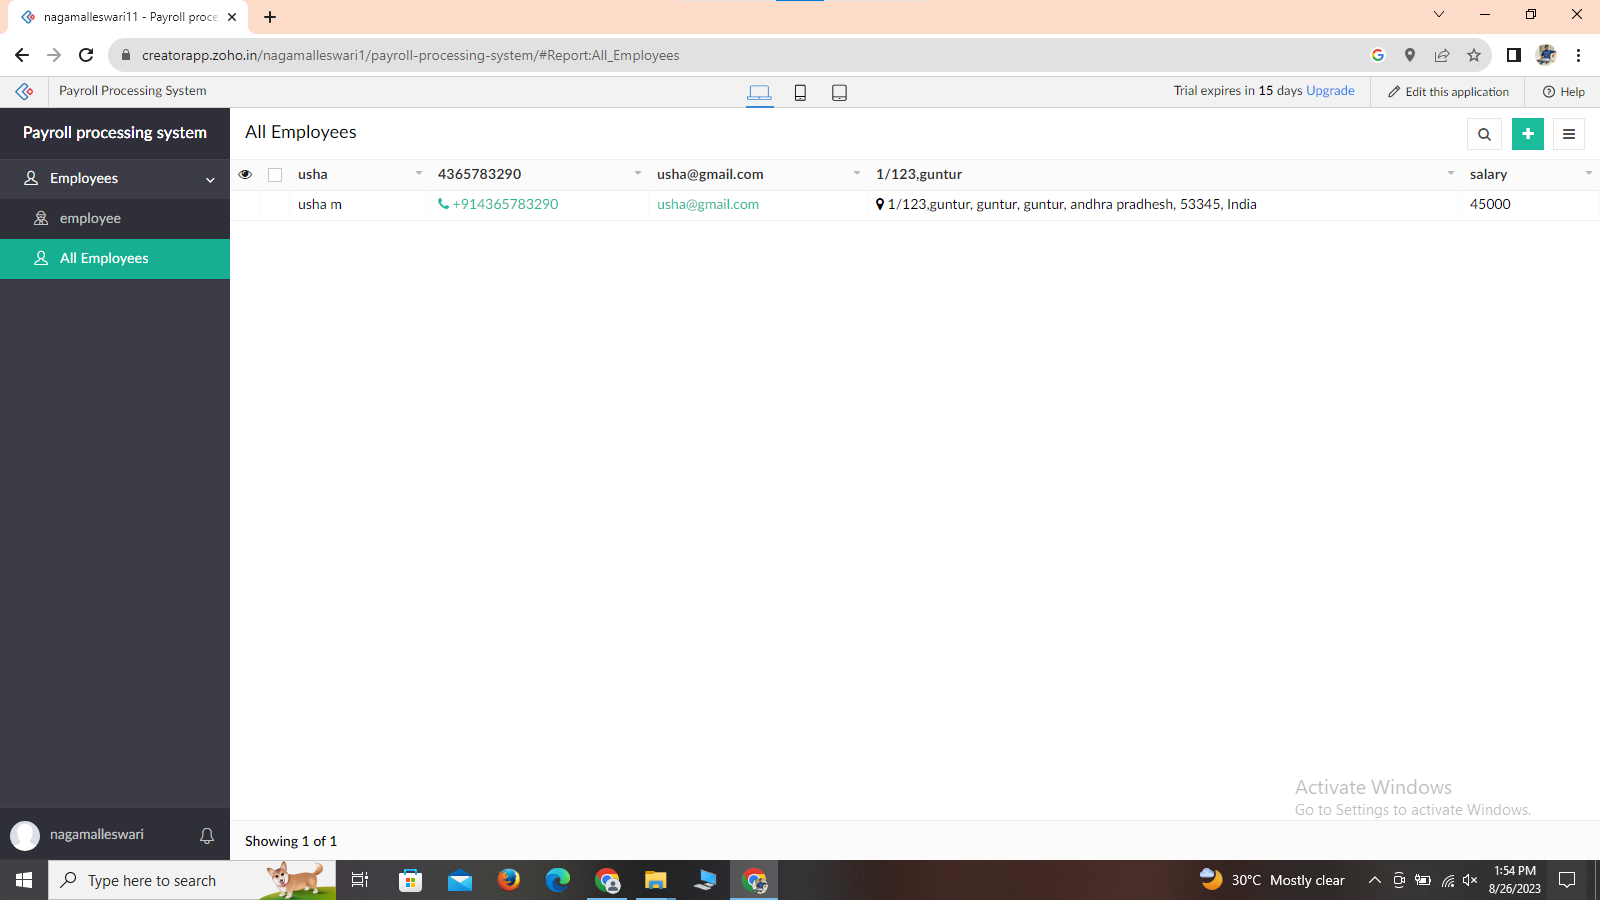 nagamalleswari11 - Payroll proce
creatorapp.zoho.in/nagamalleswari1/payroll-processing-system/#Report:All_Employees
Payroll Processing System
Trial expires in 15 days Upgrade
Edit this application
Help
Payroll processing system
All Employees
Employees
employee
All Employees
usha 4365783290 usha@gmail.com 1/123,guntur salary
usha m +914365783290 usha@gmail.com 1/123,guntur, guntur, guntur, andhra pradhesh, 53345, India 45000
Activate Windows
Go to Settings to activate Windows.
nagamalleswari
Showing 1 of 1
Type here to search
30°C Mostly clear
1:54 PM
8/26/2023